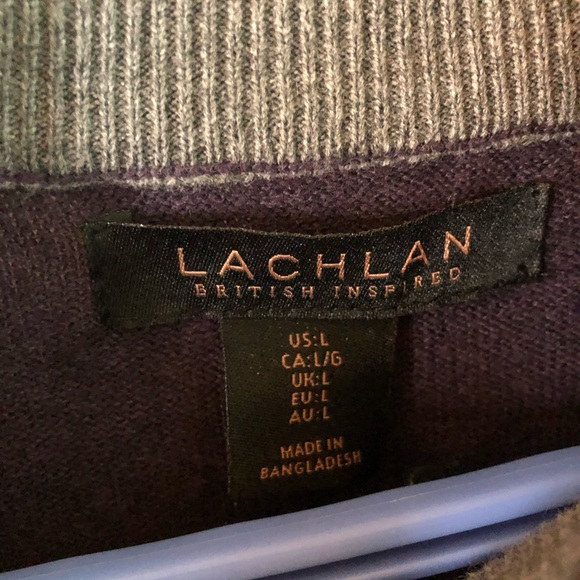 LACHLAN
BRITISH INSPIRED
US:L
CA:L/G
UK:L
EU:L
AU:L
MADE IN
BANGLADESH